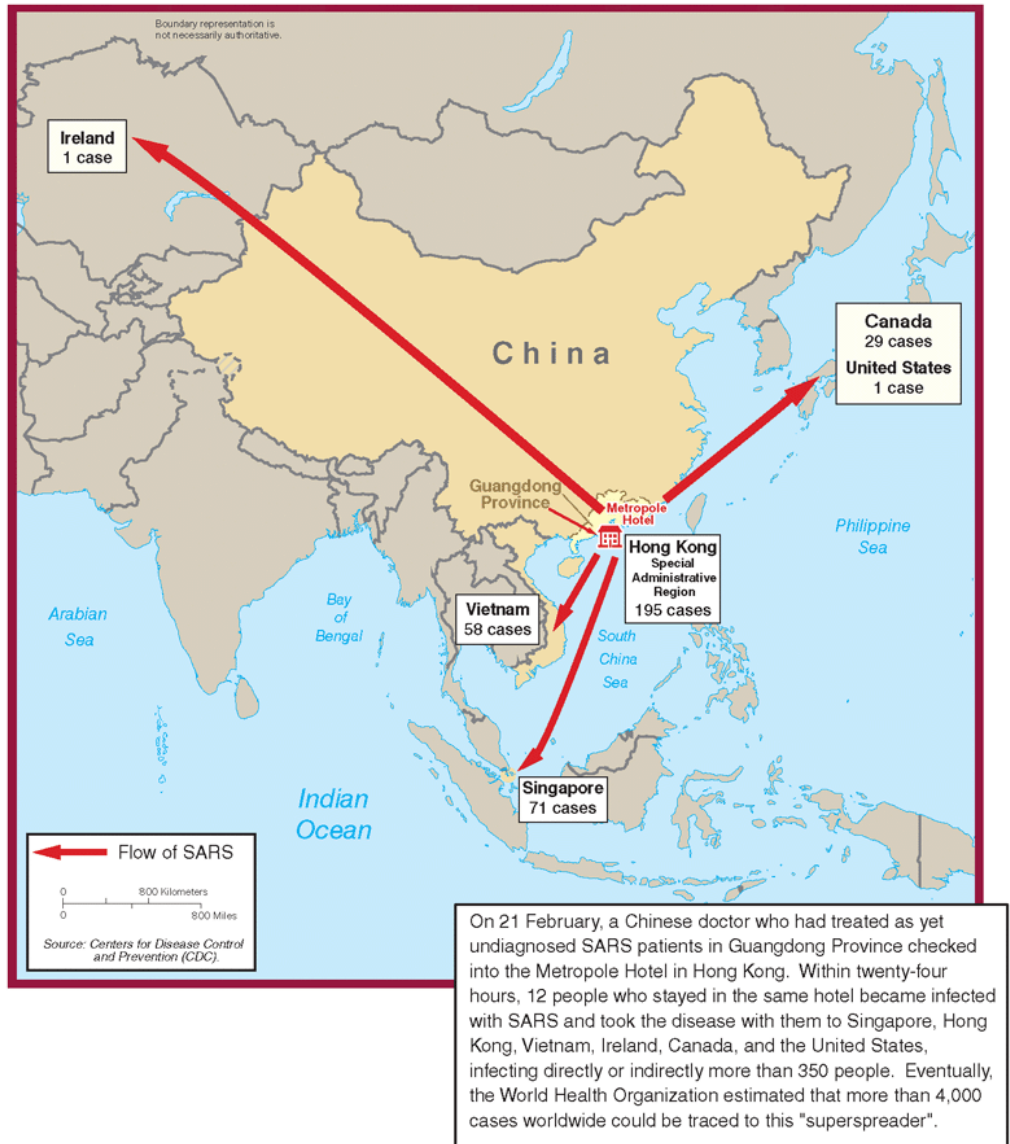 Boundary representation is
not necessarily authoritative.
Ireland
1 case
China
Canada
29 cases
United States
1 case
Guangdong
Province
Metropole
Hotel
Hong Kong
Special
Administrative
Region
195 cases
Philippine
Sea
Arabian
Sea
Bay
of
Bengal
Vietnam
58 cases
South
China
Sea
Singapore
71 cases
Indian
Ocean
Flow of SARS
0 800 Kilometers
0 800 Miles
Source: Centers for Disease Control
and Prevention (CDC).
On 21 February, a Chinese doctor who had treated as yet
undiagnosed SARS patients in Guangdong Province checked
into the Metropole Hotel in Hong Kong. Within twenty-four
hours, 12 people who stayed in the same hotel became infected
with SARS and took the disease with them to Singapore, Hong
Kong, Vietnam, Ireland, Canada, and the United States,
infecting directly or indirectly more than 350 people. Eventually,
the World Health Organization estimated that more than 4,000
cases worldwide could be traced to this "superspreader".